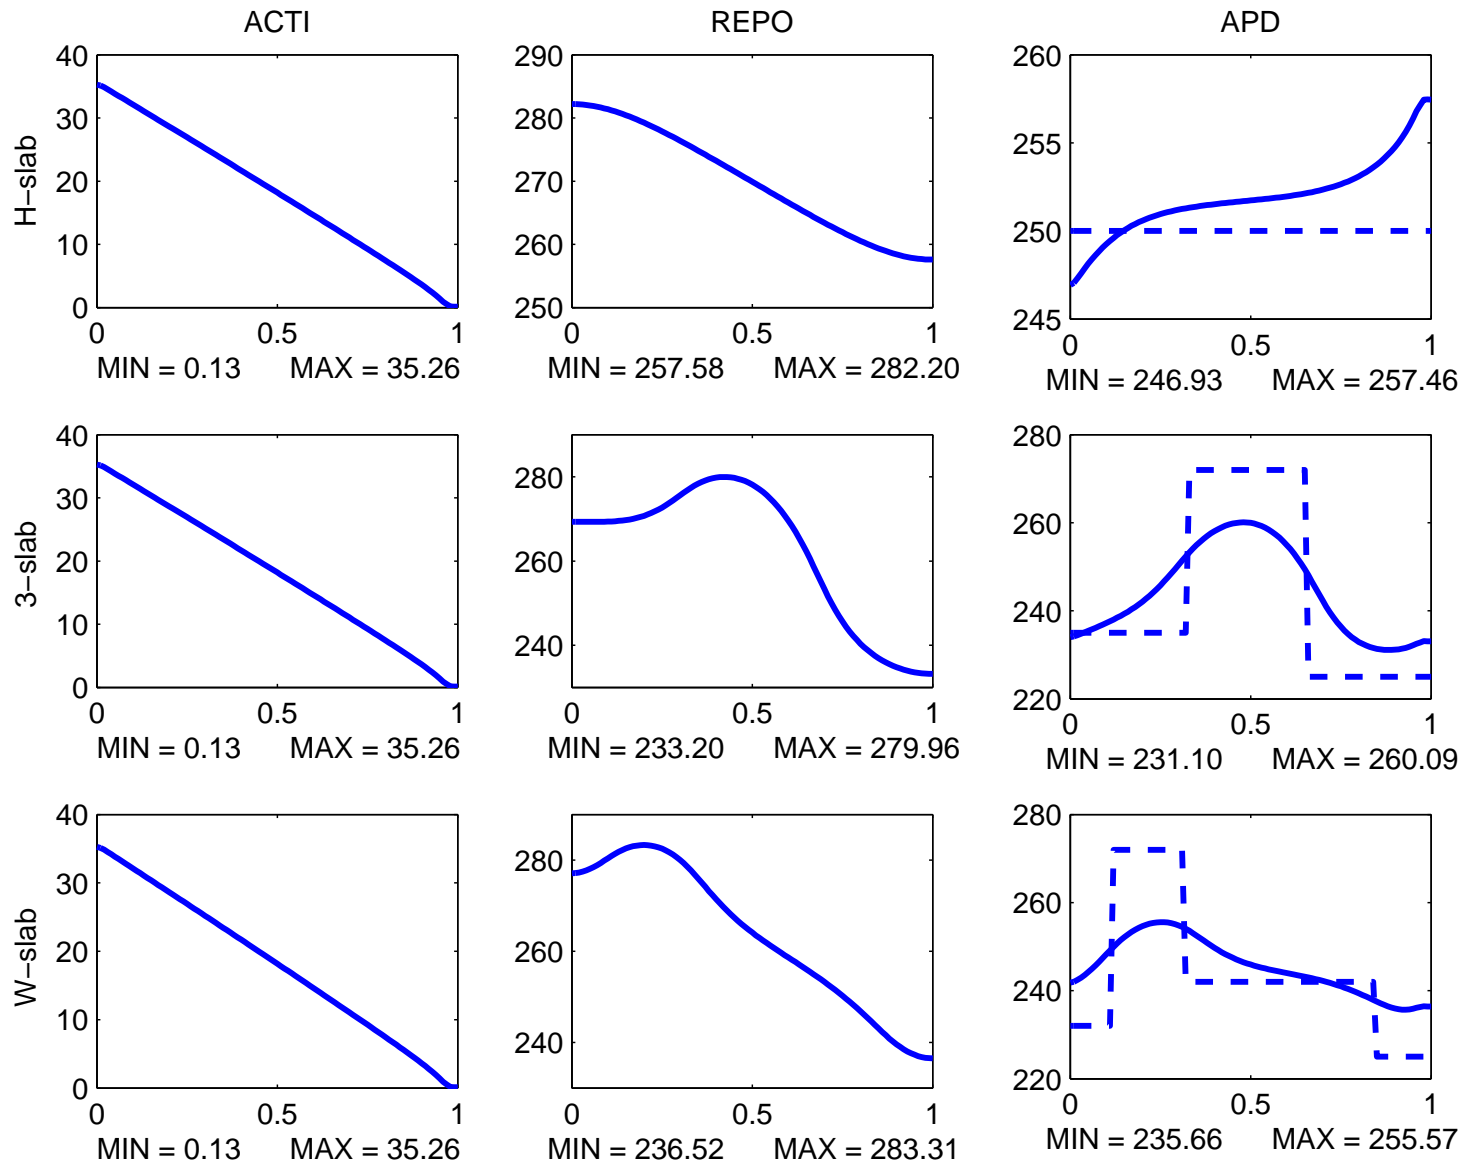 ACTI
REPO
APD
H-slab
40
30
20
10
0
0
0.5
1
MIN = 0.13
MAX = 35.26
290
280
270
260
250
0
0.5
1
MIN = 257.58
MAX = 282.20
260
255
250
245
0
0.5
1
MIN = 246.93
MAX = 257.46
3-slab
40
30
20
10
0
0
0.5
1
MIN = 0.13
MAX = 35.26
280
260
240
0
0.5
1
MIN = 233.20
MAX = 279.96
280
260
240
220
0
0.5
1
MIN = 231.10
MAX = 260.09
W-slab
40
30
20
10
0
0
0.5
1
MIN = 0.13
MAX = 35.26
280
260
240
0
0.5
1
MIN = 236.52
MAX = 283.31
280
260
240
220
0
0.5
1
MIN = 235.66
MAX = 255.57